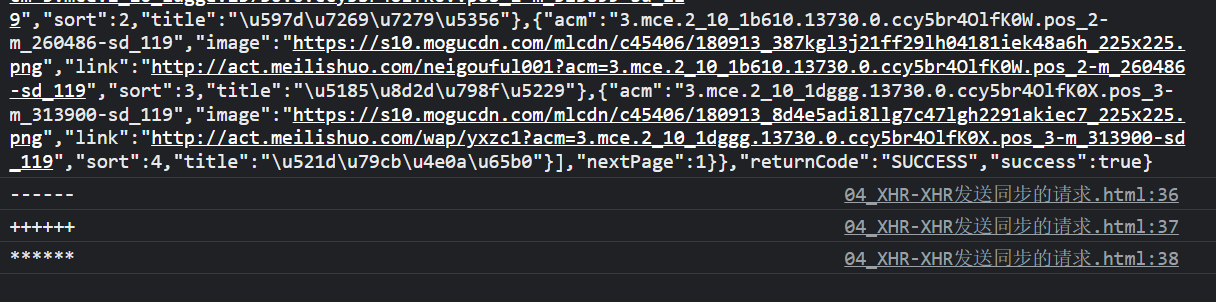 9","sort":2,"title":"\u597d\u7269\u7279\u5356"},{"acm":"3.mce.2_10_1b610.13730.0.ccy5br4OlfK0W.pos_2-
m_260486-sd_119","image":"https://s10.mogucdn.com/mlcdn/c45406/180913_387kgl3j21ff29lh04181iek48a6h_225x225.
png","link":"http://act.meilishuo.com/neigouful001?acm=3.mce.2_10_1b610.13730.0.ccy5br4OlfK0W.pos_2-m_260486
-sd_119","sort":3,"title":"\u5185\u8d2d\u798f\u5229"},{"acm":"3.mce.2_10_1dggg.13730.0.ccy5br4OlfK0X.pos_3-
m_313900-sd_119","image":"https://s10.mogucdn.com/mlcdn/c45406/180913_8d4e5adi8llg7c47lgh2291akiec7_225x225.
png","link":"http://act.meilishuo.com/wap/yxzc1?acm=3.mce.2_10_1dggg.13730.0.ccy5br4OlfK0X.pos_3-m_313900-sd
_119","sort":4,"title":"\u521d\u79cb\u4e0a\u65b0"}],"nextPage":1}},"returnCode":"SUCCESS","success":true}
------ 04_XHR-XHR发送同步的请求.html:36
++++++ 04_XHR-XHR发送同步的请求.html:37
****** 04_XHR-XHR发送同步的请求.html:38